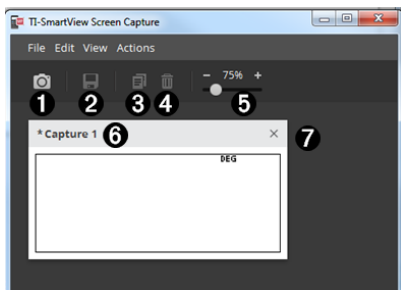 TI-SmartView Screen Capture
File Edit View Actions
- 75% +
1 2 3 4 5
*Capture 1 6 7
DEG